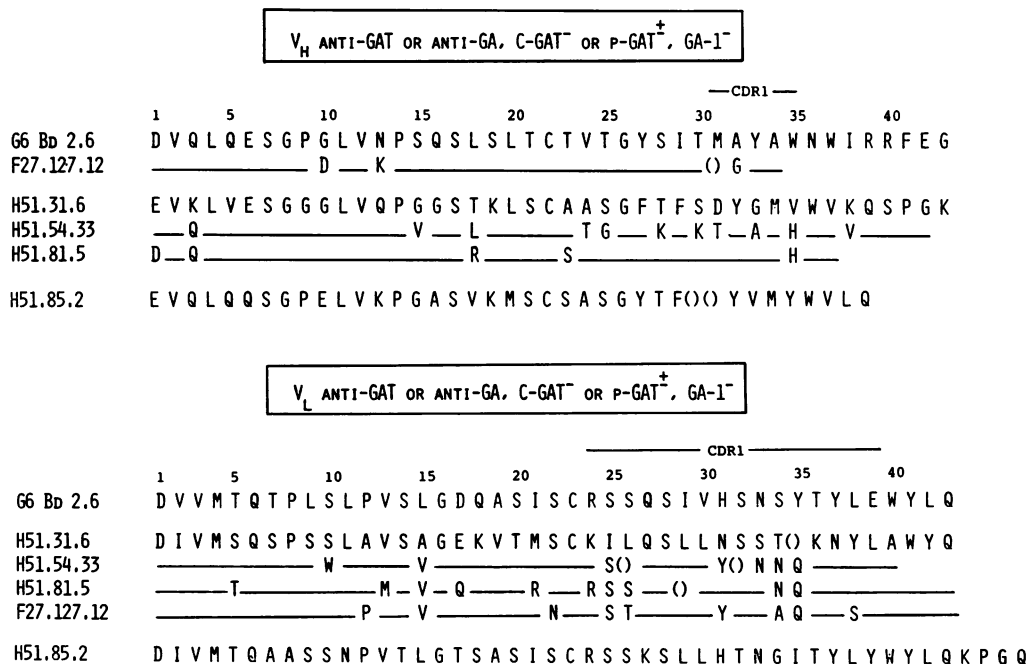 V_H ANTI-GAT OR ANTI-GA, C-GAT⁻ OR P-GAT±, GA-1⁻
CDR1
1 5 10 15 20 25 30 35 40
G6 BD 2.6 D V Q L Q E S G P G L V N P S Q S L S L T C T V T G Y S I T M A Y A W N W I R R F E G
F27.127.12 D K () G
H51.31.6 E V K L V E S G G G L V Q P G G S T K L S C A A S G F T F S D Y G M V W V K Q S P G K
H51.54.33 Q V L T G K K T A H V
H51.81.5 D Q R S H
H51.85.2 E V Q L Q Q S G P E L V K P G A S V K M S C S A S G Y T F () () Y V M Y W V L Q
V_L ANTI-GAT OR ANTI-GA, C-GAT⁻ OR P-GAT±, GA-1⁻
CDR1
1 5 10 15 20 25 30 35 40
G6 BD 2.6 D V V M T Q T P L S L P V S L G D Q A S I S C R S S Q S I V H S N S Y T Y L E W Y L Q
H51.31.6 D I V M S Q S P S S L A V S A G E K V T M S C K I L Q S L L N S S T () K N Y L A W Y Q
H51.54.33 W V S () Y () N N Q
H51.81.5 T M V Q R R S S () N Q
F27.127.12 P V N S T Y A Q S
H51.85.2 D I V M T Q A A S S N P V T L G T S A S I S C R S S K S L L H T N G I T Y L Y W Y L Q K P G Q